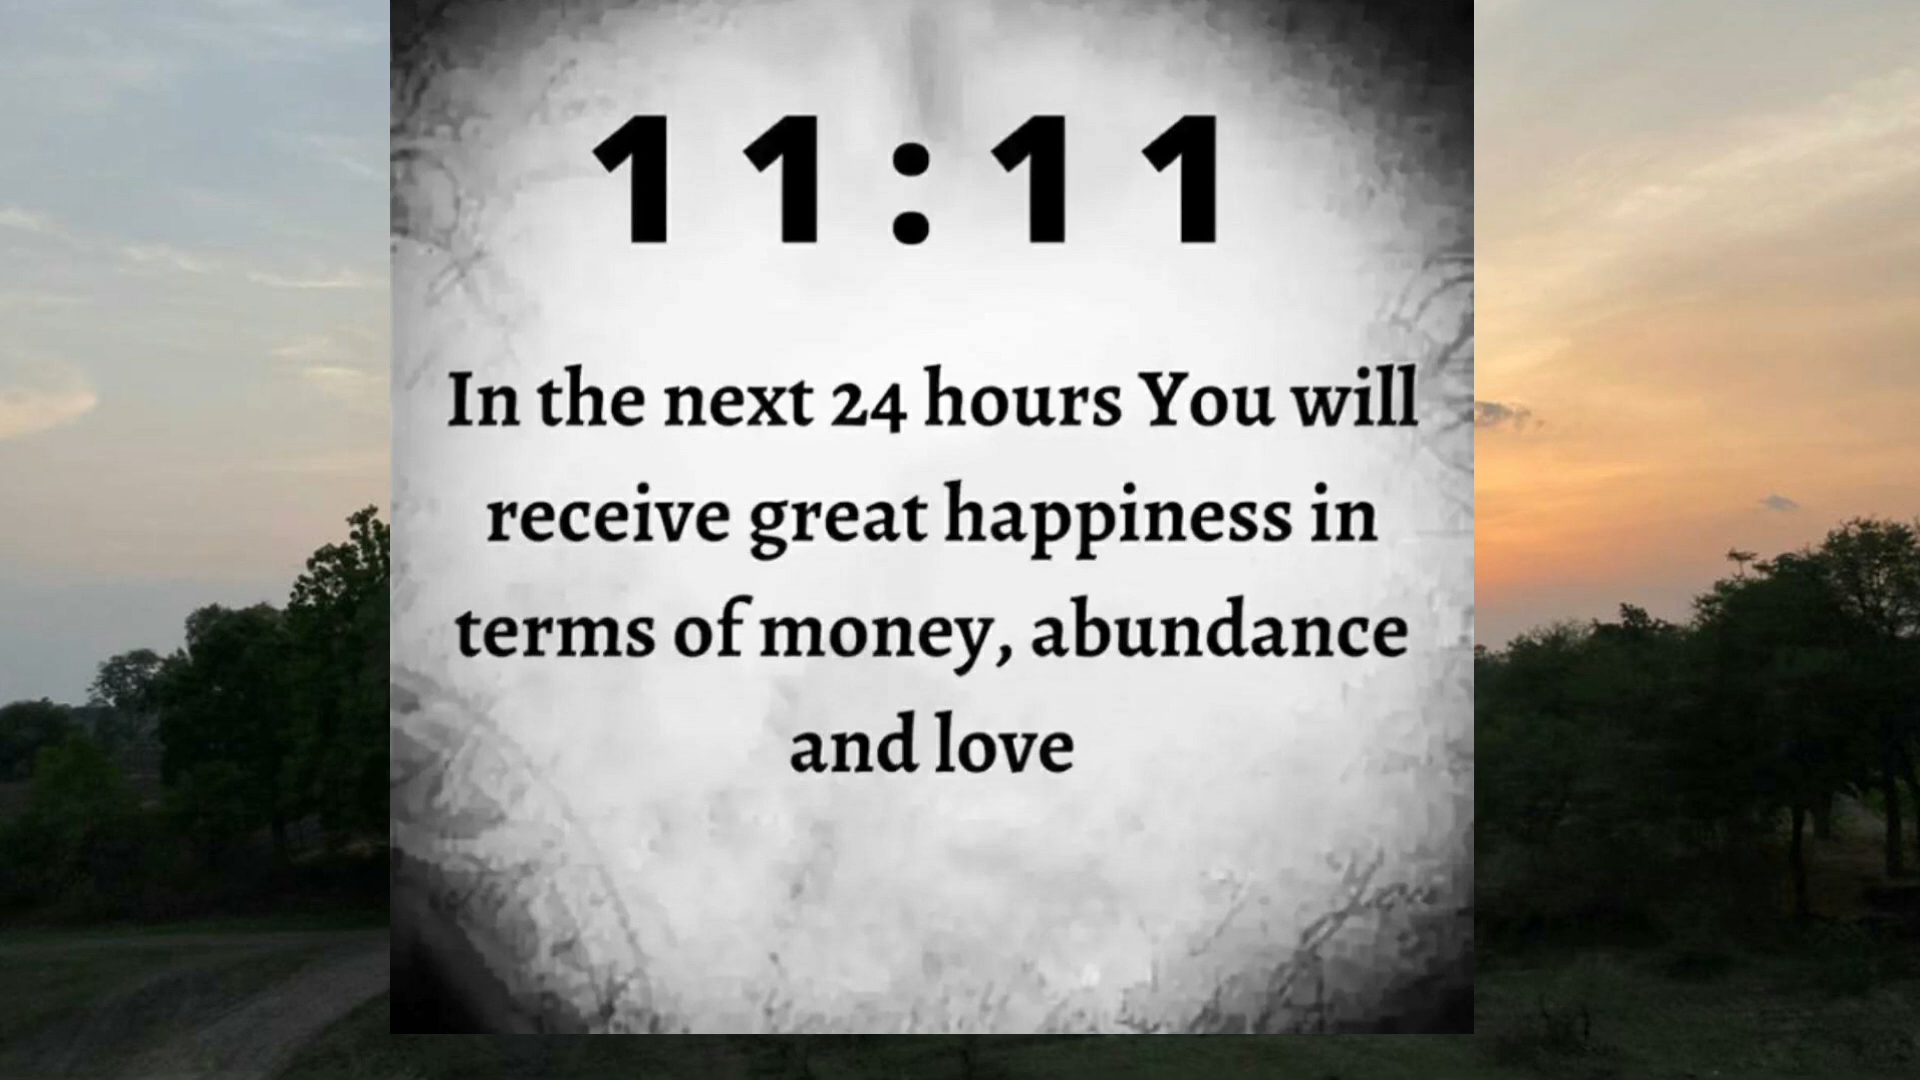 11:11
In the next 24 hours You will
receive great happiness in
terms of money, abundance
and love